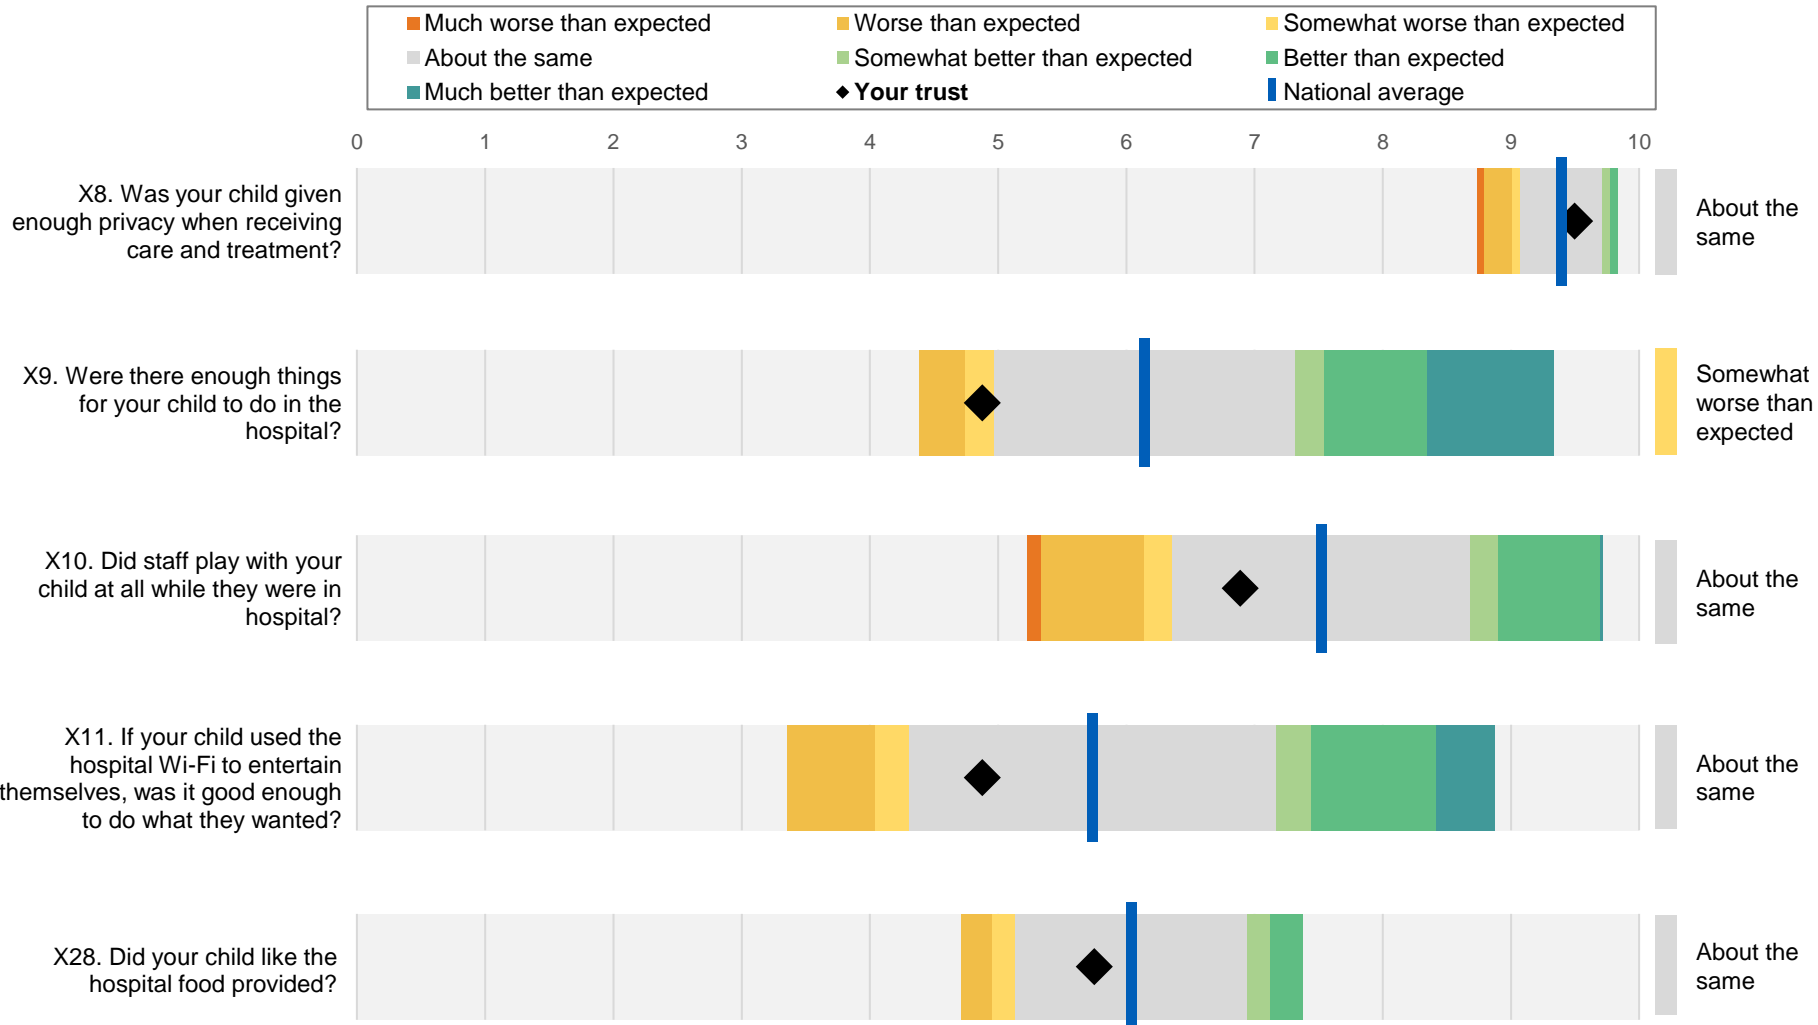 Much worse than expected
Worse than expected
Somewhat worse than expected
About the same
Somewhat better than expected
Better than expected
Much better than expected
Your trust
National average
0 1 2 3 4 5 6 7 8 9 10
X8. Was your child given
enough privacy when receiving
care and treatment?
About the
same
X9. Were there enough things
for your child to do in the
hospital?
Somewhat
worse than
expected
X10. Did staff play with your
child at all while they were in
hospital?
About the
same
X11. If your child used the
hospital Wi-Fi to entertain
themselves, was it good enough
to do what they wanted?
About the
same
X28. Did your child like the
hospital food provided?
About the
same